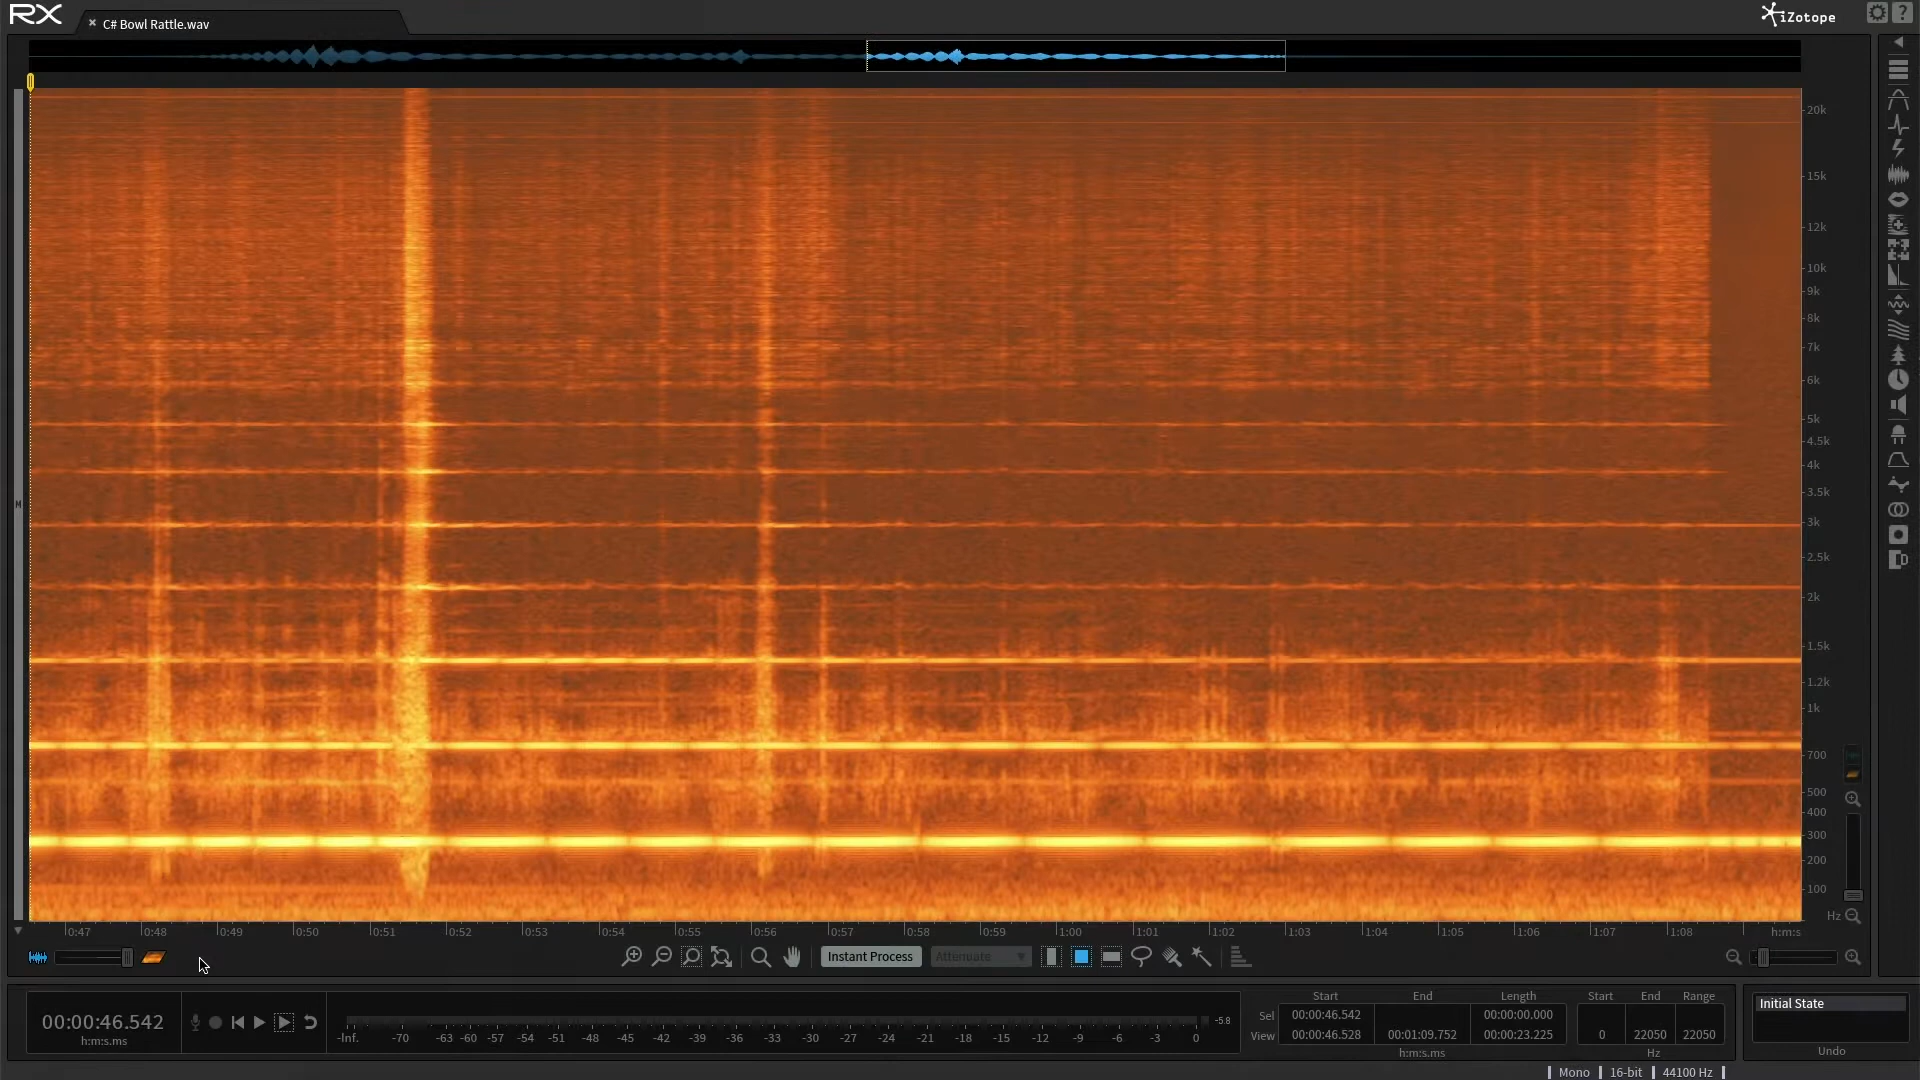 RX
× C# Bowl Rattle.wav
iZotope
?
20k
15k
12k
10k
9k
8k
7k
6k
5k
4.5k
4k
3.5k
3k
2.5k
2k
1.5k
1.2k
1k
700
500
400
300
200
100
Hz
M
0:47 0:48 0:49 0:50 0:51 0:52 0:53 0:54 0:55 0:56 0:57 0:58 0:59 1:00 1:01 1:02 1:03 1:04 1:05 1:06 1:07 1:08 h:m:s
Instant Process Attenuate
00:00:46.542
h:m:s.ms
-Inf. -70 -63 -60 -57 -54 -51 -48 -45 -42 -39 -36 -33 -30 -27 -24 -21 -18 -15 -12 -9 -6 -3 0
-5.8
Start End Length Start End Range
Sel 00:00:46.542 00:00:00.000
View 00:00:46.528 00:01:09.752 00:00:23.225 0 22050 22050
h:m:s.ms Hz
Initial State
Undo
Mono 16-bit 44100 Hz